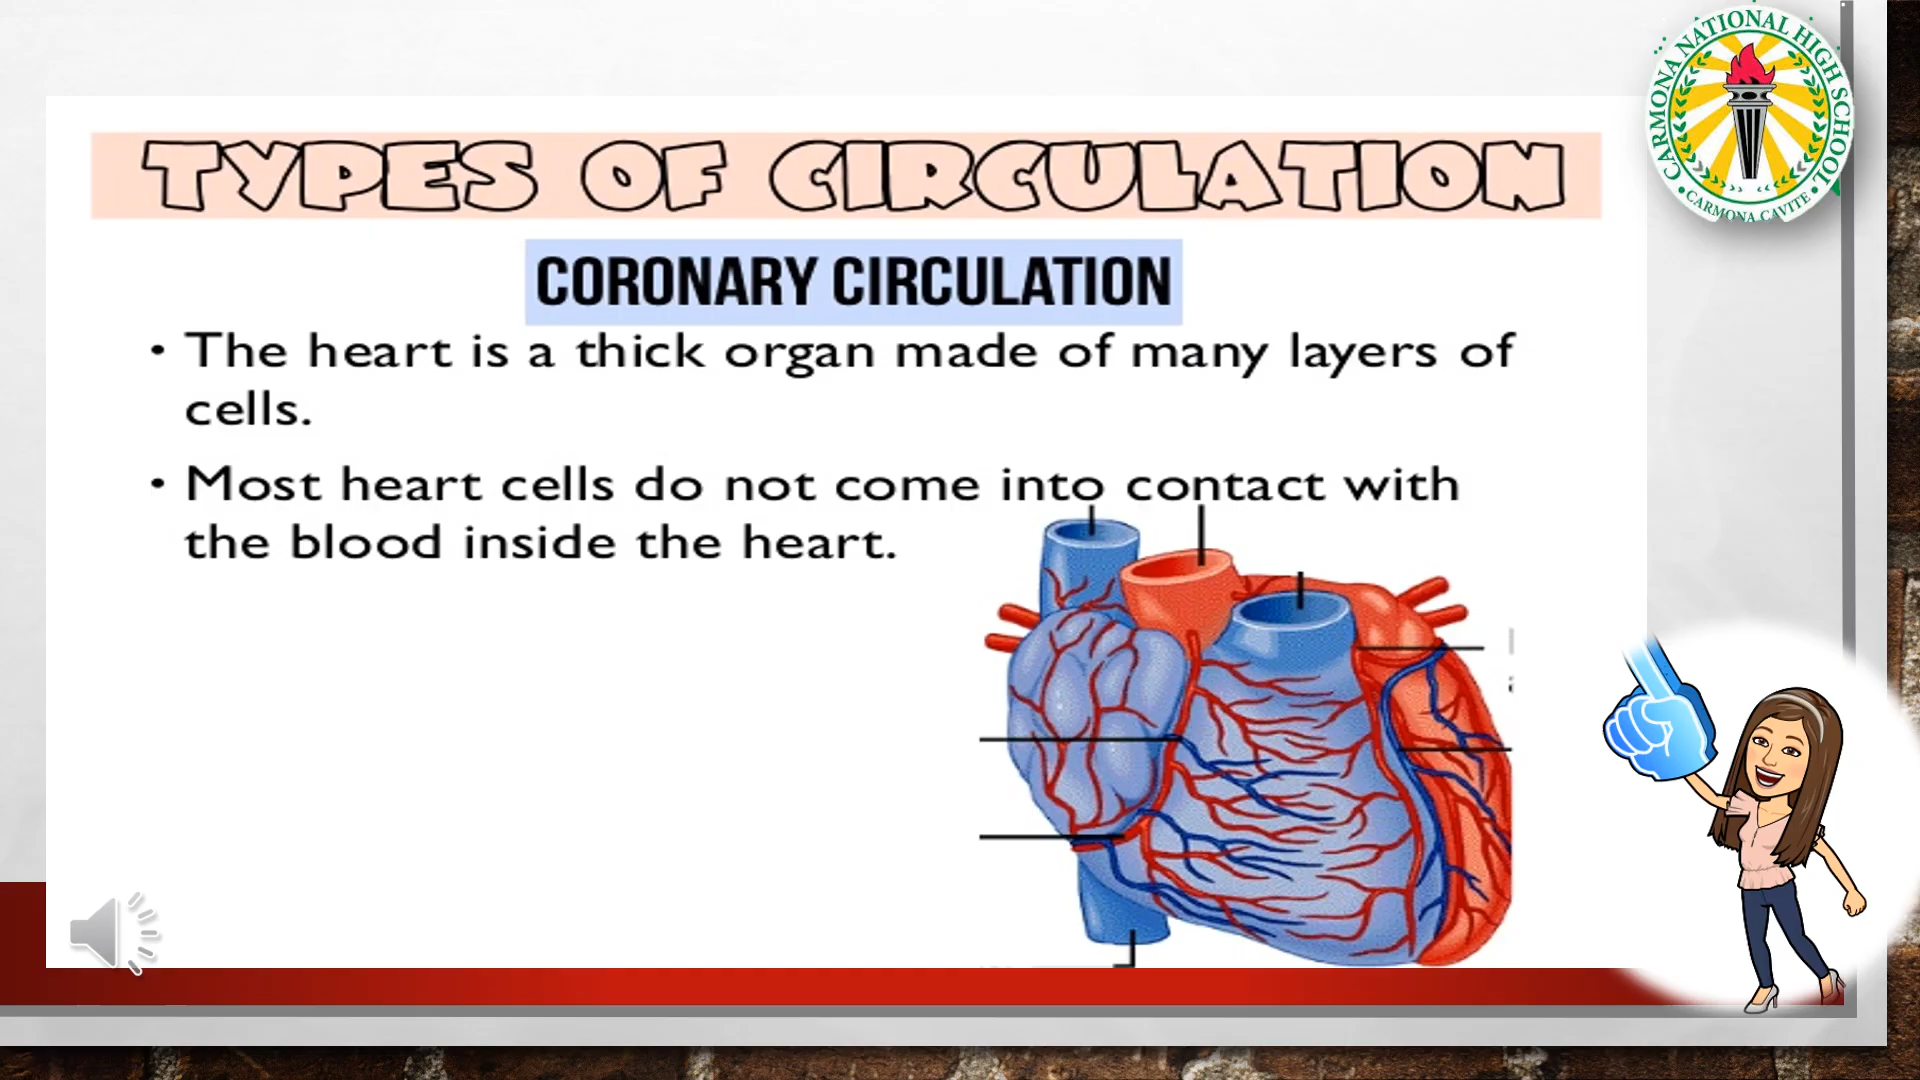 CARMONA NATIONAL HIGH SCHOOL
• CARMONA, CAVITE •
TYPES OF CIRCULATION
CORONARY CIRCULATION
• The heart is a thick organ made of many layers of
cells.
• Most heart cells do not come into contact with
the blood inside the heart.